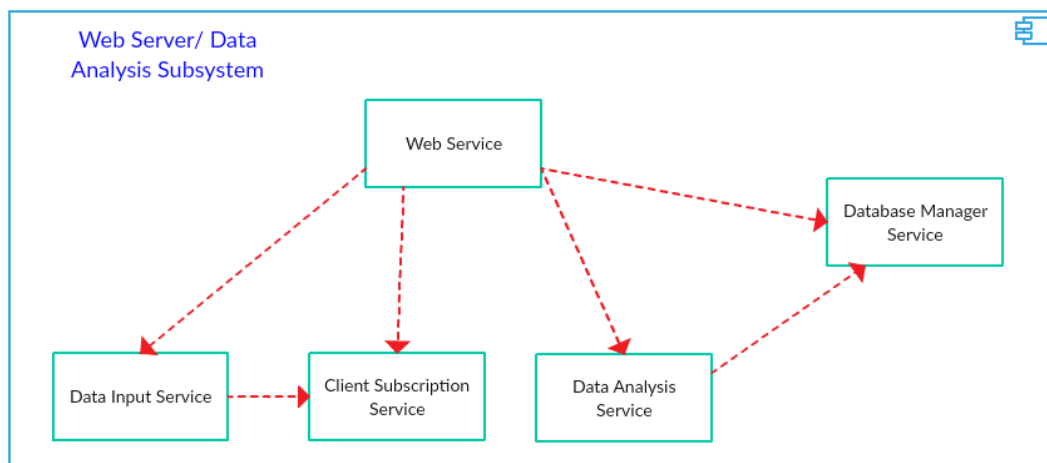 Web Server/ Data
Analysis Subsystem
Web Service
Database Manager
Service
Data Input Service
Client Subscription
Service
Data Analysis
Service